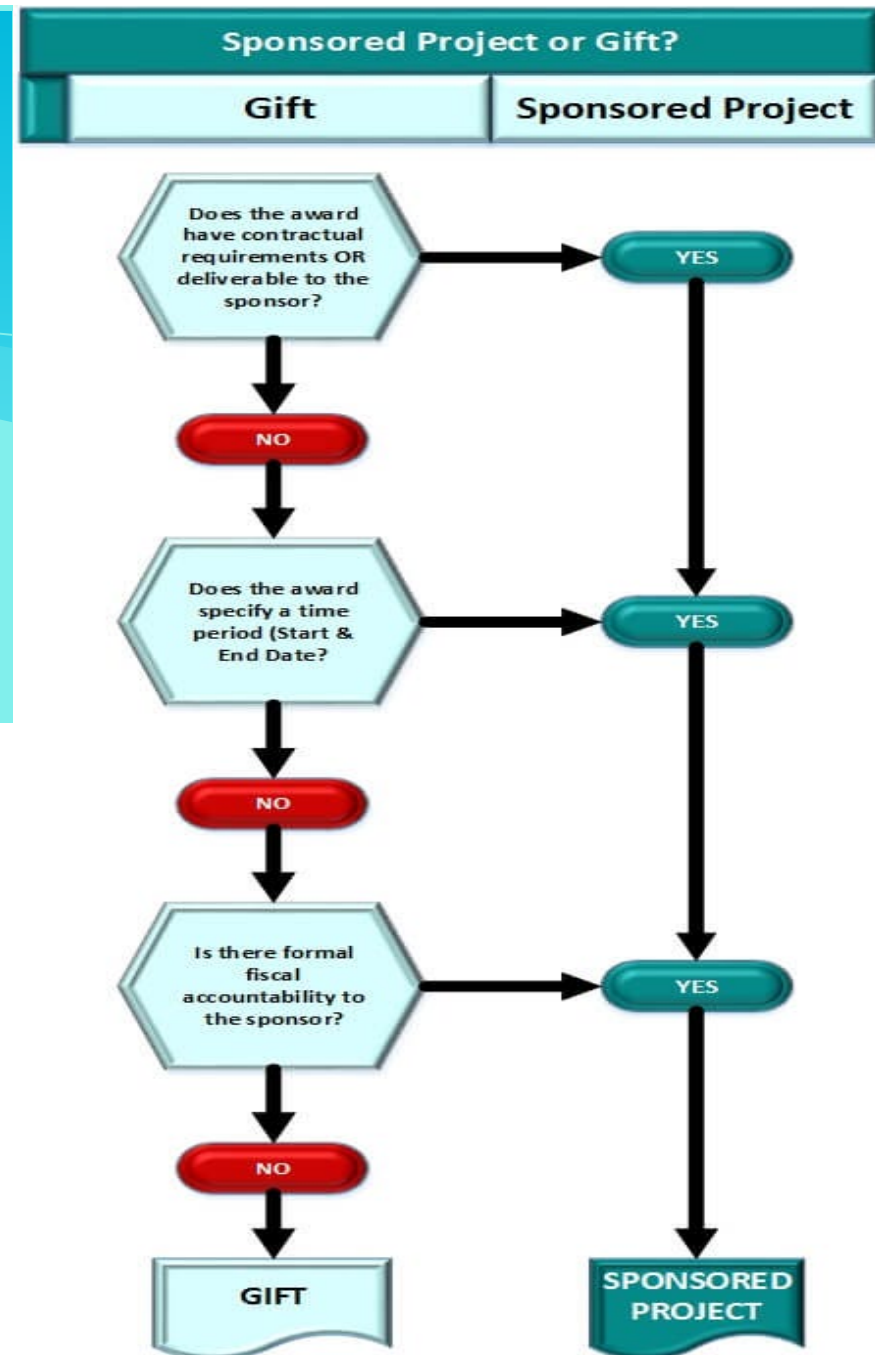 Sponsored Project or Gift?
Gift
Sponsored Project
Does the award
have contractual
requirements OR
deliverable to the
sponsor?
YES
NO
Does the award
specify a time
period (Start &
End Date?
YES
NO
Is there formal
fiscal
accountability to
the sponsor?
YES
NO
GIFT
SPONSORED
PROJECT